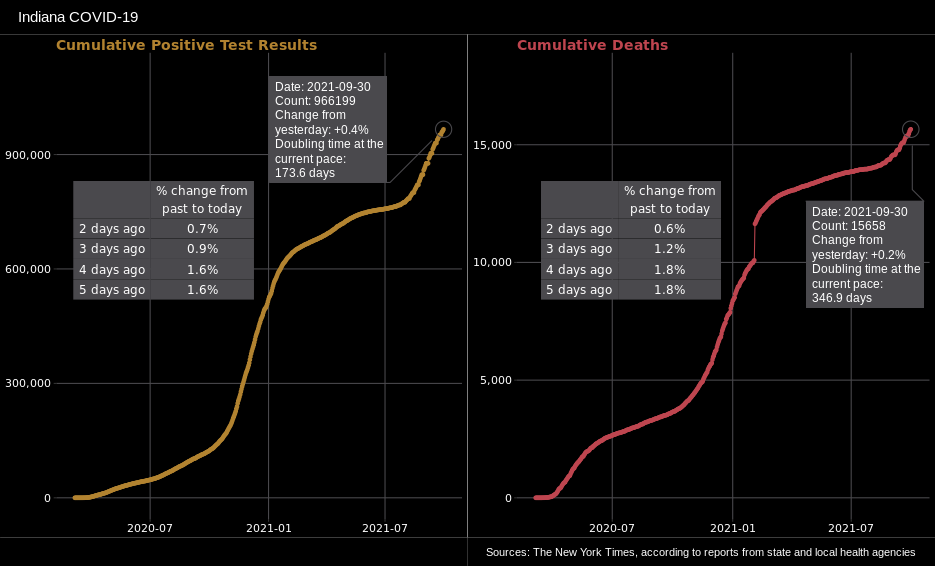 Indiana COVID-19
Cumulative Positive Test Results
900,000
600,000
300,000
0
2020-07
2021-01
2021-07
Date: 2021-09-30
Count: 966199
Change from
yesterday: +0.4%
Doubling time at the
current pace:
173.6 days
% change from
past to today
2 days ago 0.7%
3 days ago 0.9%
4 days ago 1.6%
5 days ago 1.6%
Cumulative Deaths
15,000
10,000
5,000
0
2020-07
2021-01
2021-07
% change from
past to today
2 days ago 0.6%
3 days ago 1.2%
4 days ago 1.8%
5 days ago 1.8%
Date: 2021-09-30
Count: 15658
Change from
yesterday: +0.2%
Doubling time at the
current pace:
346.9 days
Sources: The New York Times, according to reports from state and local health agencies